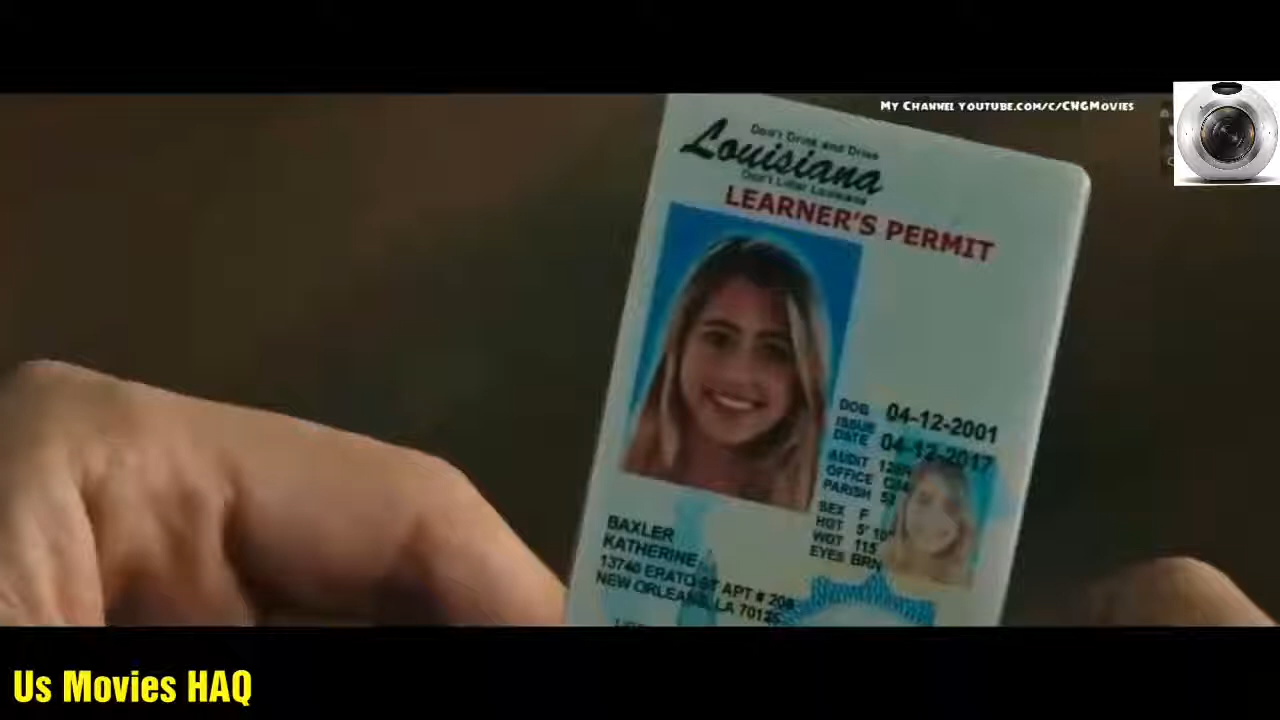 My Channel youtube.com/c/CNGMovies
Don't Drink and Drive
Louisiana
Don't Litter Louisiana
LEARNER'S PERMIT
DOB 04-12-2001
ISSUE
DATE 04-12-2017
AUDIT
OFFICE
PARISH
SEX F
HGT 5' 10"
WGT 115
EYES BRN
BAXLER
KATHERINE
13740 ERATO ST APT # 208
NEW ORLEANS, LA
Us Movies HAQ